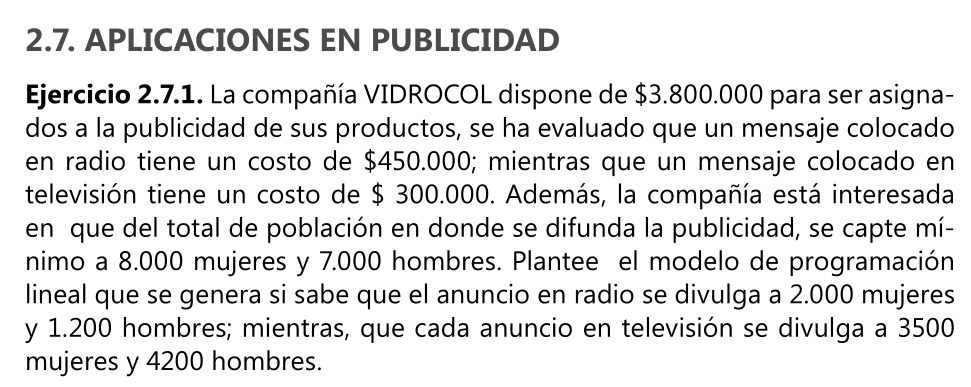 2.7. APLICACIONES EN PUBLICIDAD
Ejercicio 2.7.1. La compañía VIDROCOL dispone de $3.800.000 para ser asigna-
dos a la publicidad de sus productos, se ha evaluado que un mensaje colocado
en radio tiene un costo de $450.000; mientras que un mensaje colocado en
televisión tiene un costo de $ 300.000. Además, la compañía está interesada
en  que del total de población en donde se difunda la publicidad, se capte mí-
nimo a 8.000 mujeres y 7.000 hombres. Plantee  el modelo de programación
lineal que se genera si sabe que el anuncio en radio se divulga a 2.000 mujeres
y 1.200 hombres; mientras, que cada anuncio en televisión se divulga a 3500
mujeres y 4200 hombres.